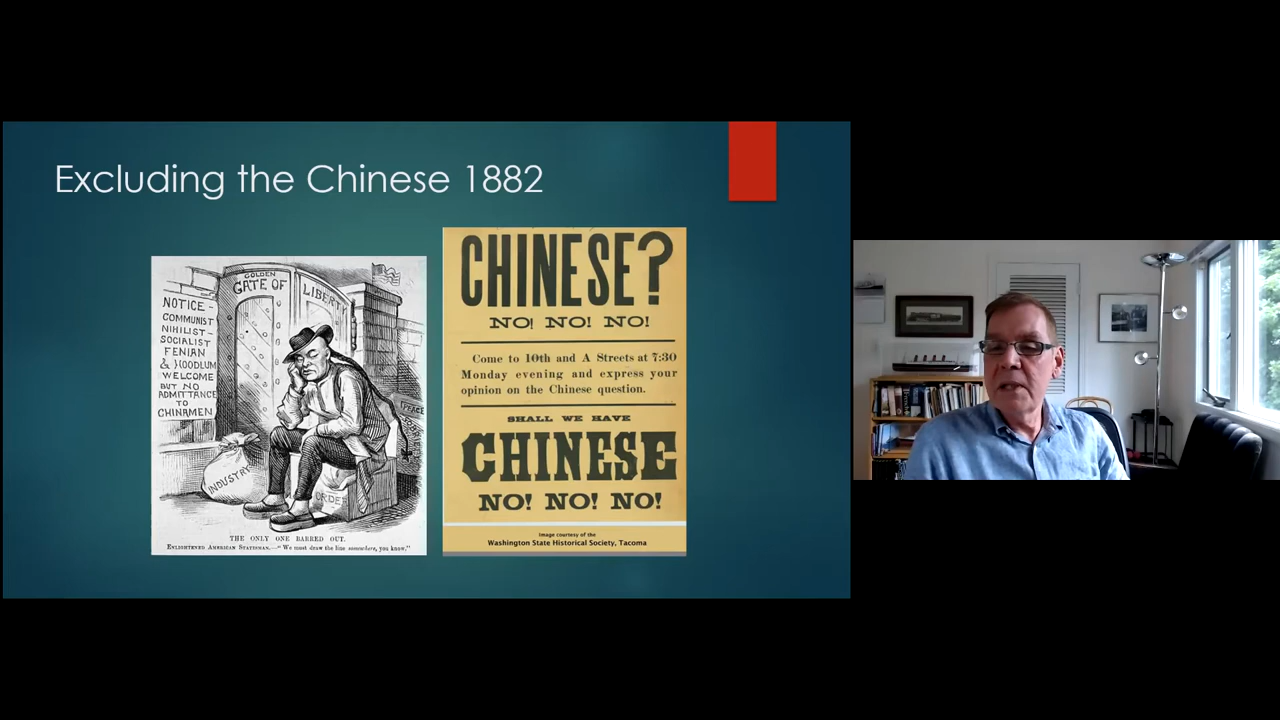 Excluding the Chinese 1882
GOLDEN
GATE OF
LIBERTY
NOTICE -
COMMUNIST
NIHILIST -
SOCIALIST
FENIAN
& HOODLUM
WELCOME
BUT NO
ADMITTANCE
TO
CHINAMEN
PEACE
INDUSTRY
ORDER
THE ONLY ONE BARRED OUT.
ENLIGHTENED AMERICAN STATESMAN.—"We must draw the line somewhere, you know."
CHINESE?
NO! NO! NO!
Come to 10th and A Streets at 7:30
Monday evening and express your
opinion on the Chinese question.
SHALL WE HAVE
CHINESE
NO! NO! NO!
Image courtesy of the
Washington State Historical Society, Tacoma